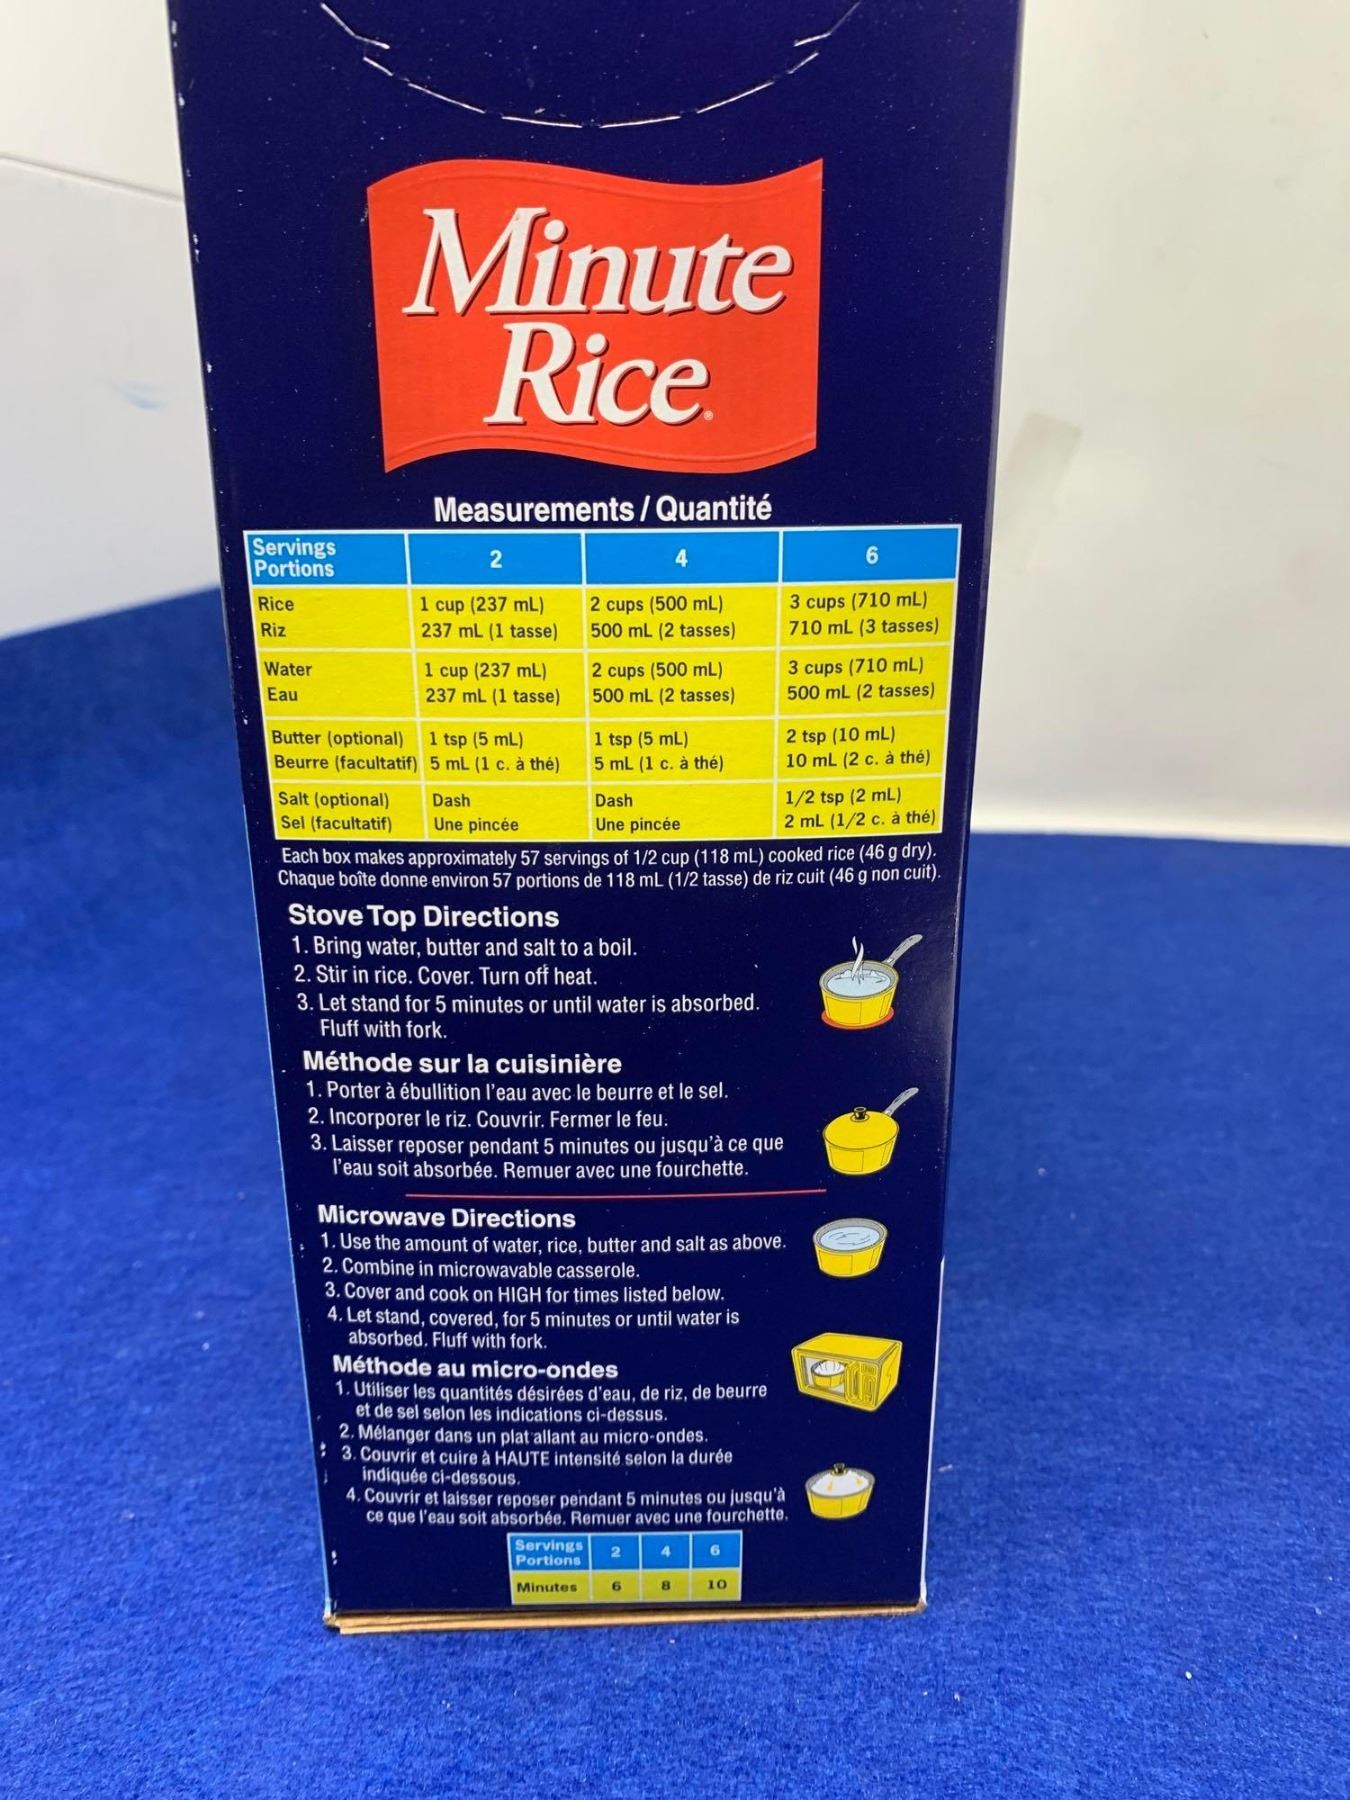 Minute
Rice®
Measurements / Quantité
Servings
Portions
2
4
6
Rice
Riz
1 cup (237 mL)
237 mL (1 tasse)
2 cups (500 mL)
500 mL (2 tasses)
3 cups (710 mL)
710 mL (3 tasses)
Water
Eau
1 cup (237 mL)
237 mL (1 tasse)
2 cups (500 mL)
500 mL (2 tasses)
3 cups (710 mL)
500 mL (2 tasses)
Butter (optional)
Beurre (facultatif)
1 tsp (5 mL)
5 mL (1 c. à thé)
1 tsp (5 mL)
5 mL (1 c. à thé)
2 tsp (10 mL)
10 mL (2 c. à thé)
Salt (optional)
Sel (facultatif)
Dash
Une pincée
Dash
Une pincée
1/2 tsp (2 mL)
2 mL (1/2 c. à thé)
Each box makes approximately 57 servings of 1/2 cup (118 mL) cooked rice (46 g dry).
Chaque boîte donne environ 57 portions de 118 mL (1/2 tasse) de riz cuit (46 g non cuit).
Stove Top Directions
1. Bring water, butter and salt to a boil.
2. Stir in rice. Cover. Turn off heat.
3. Let stand for 5 minutes or until water is absorbed.
Fluff with fork.
Méthode sur la cuisinière
1. Porter à ébullition l'eau avec le beurre et le sel.
2. Incorporer le riz. Couvrir. Fermer le feu.
3. Laisser reposer pendant 5 minutes ou jusqu'à ce que
l'eau soit absorbée. Remuer avec une fourchette.
Microwave Directions
1. Use the amount of water, rice, butter and salt as above.
2. Combine in microwavable casserole.
3. Cover and cook on HIGH for times listed below.
4. Let stand, covered, for 5 minutes or until water is
absorbed. Fluff with fork.
Méthode au micro-ondes
1. Utiliser les quantités désirées d'eau, de riz, de beurre
et de sel selon les indications ci-dessus.
2. Mélanger dans un plat allant au micro-ondes.
3. Couvrir et cuire à HAUTE intensité selon la durée
indiquée ci-dessous.
4. Couvrir et laisser reposer pendant 5 minutes ou jusqu'à
ce que l'eau soit absorbée. Remuer avec une fourchette.
Servings
Portions
2
4
6
Minutes
6
8
10